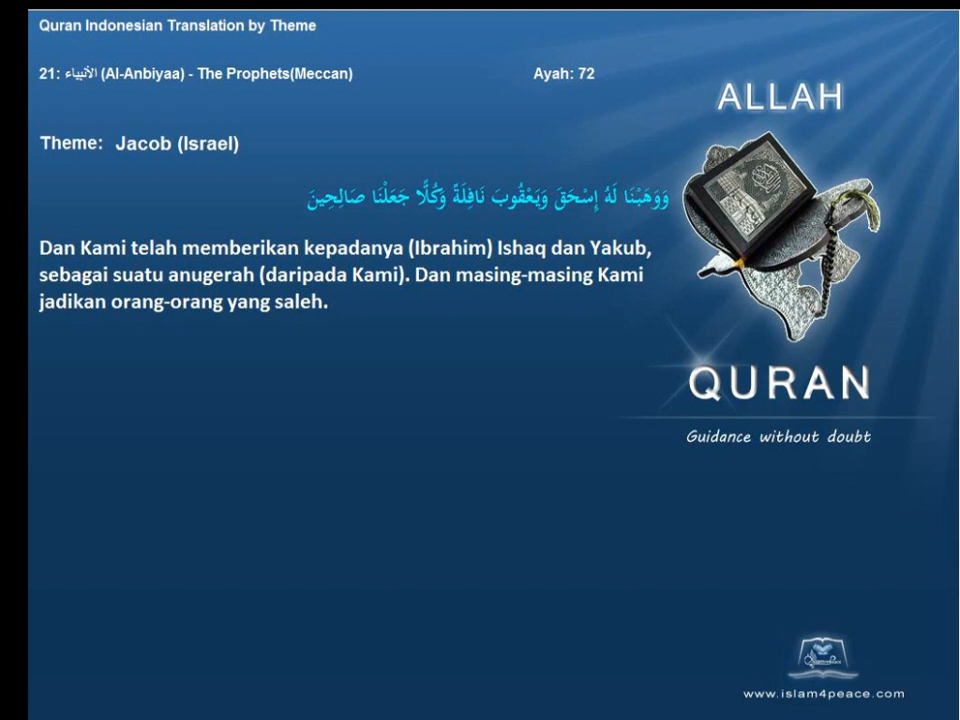 Quran Indonesian Translation by Theme
21: الأنبياء (Al-Anbiyaa) - The Prophets(Meccan) Ayah: 72
ALLAH
Theme: Jacob (Israel)
وَوَهَبْنَا لَهُ إِسْحَقَ وَيَعْقُوبَ نَافِلَةً وَكُلًّا جَعَلْنَا صَالِحِينَ
Dan Kami telah memberikan kepadanya (Ibrahim) Ishaq dan Yakub,
sebagai suatu anugerah (daripada Kami). Dan masing-masing Kami
jadikan orang-orang yang saleh.
QURAN
Guidance without doubt
www.islam4peace.com